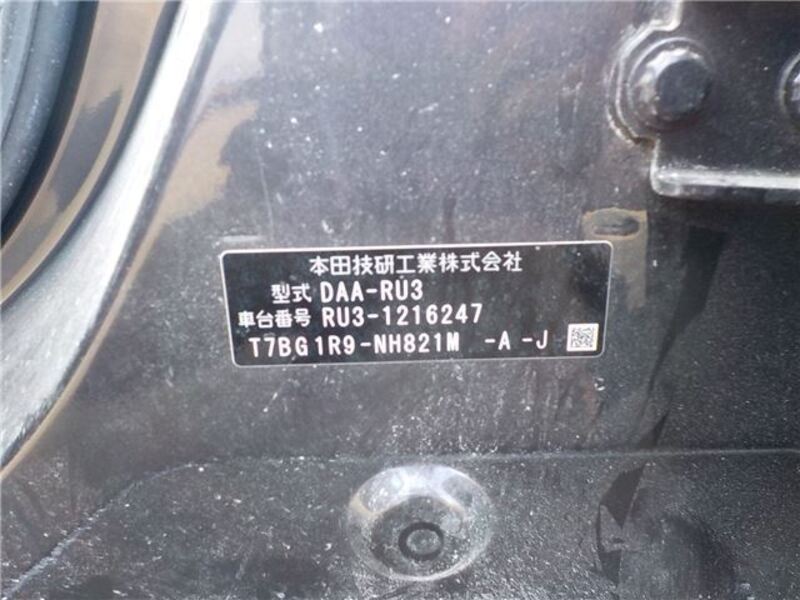 本田技研工業株式会社
型式 DAA-RU3
車台番号 RU3-1216247
T7BG1R9-NH821M -A -J